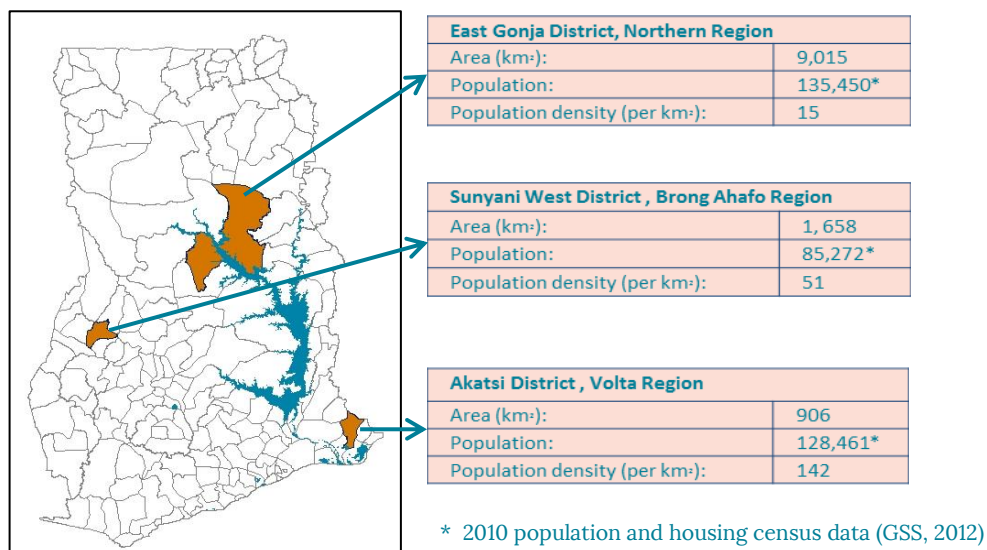 East Gonja District, Northern Region
Area (km²): 9,015
Population: 135,450*
Population density (per km²): 15
Sunyani West District , Brong Ahafo Region
Area (km²): 1, 658
Population: 85,272*
Population density (per km²): 51
Akatsi District , Volta Region
Area (km²): 906
Population: 128,461*
Population density (per km²): 142
* 2010 population and housing census data (GSS, 2012)